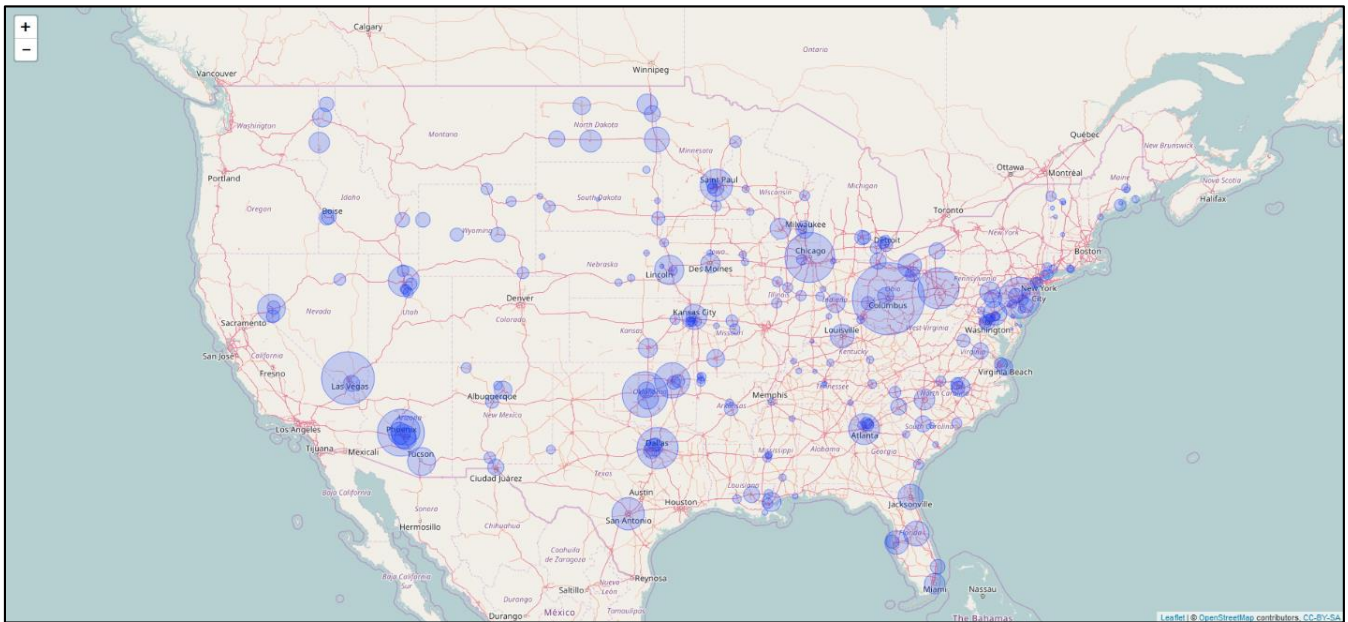 +
−
Calgary
Vancouver
Winnipeg
Ontario
Québec
New Brunswick
Washington
Montana
North Dakota
Minnesota
Ottawa
Montréal
Maine
Nova Scotia
Halifax
Portland
Saint Paul
Wisconsin
Michigan
Oregon
Idaho
Boise
South Dakota
Toronto
Wyoming
Milwaukee
New York
Detroit
Boston
Chicago
Iowa
Nebraska
Lincoln
Des Moines
Pennsylvania
New York
City
Nevada
Utah
Denver
Illinois
Indiana
Ohio
Columbus
Sacramento
Colorado
Kansas City
Kansas
Missouri
Louisville
West Virginia
Washington
San Jose
California
Kentucky
Virginia
Fresno
Las Vegas
Virginia Beach
Albuquerque
New Mexico
Tennessee
North Carolina
Memphis
Arkansas
Los Angeles
Arizona
Phoenix
Dallas
Atlanta
South Carolina
Tijuana
Mexicali
Tucson
Mississippi
Alabama
Georgia
Ciudad Juárez
Texas
Louisiana
Baja California
Austin
Houston
Jacksonville
Sonora
Hermosillo
Chihuahua
San Antonio
Florida
Coahuila
de Zaragoza
Baja California
Sur
Reynosa
Nuevo
León
Saltillo
Miami
Nassau
Durango
Durango
México
Tamaulipas
The Bahamas
Leaflet | © OpenStreetMap contributors, CC-BY-SA